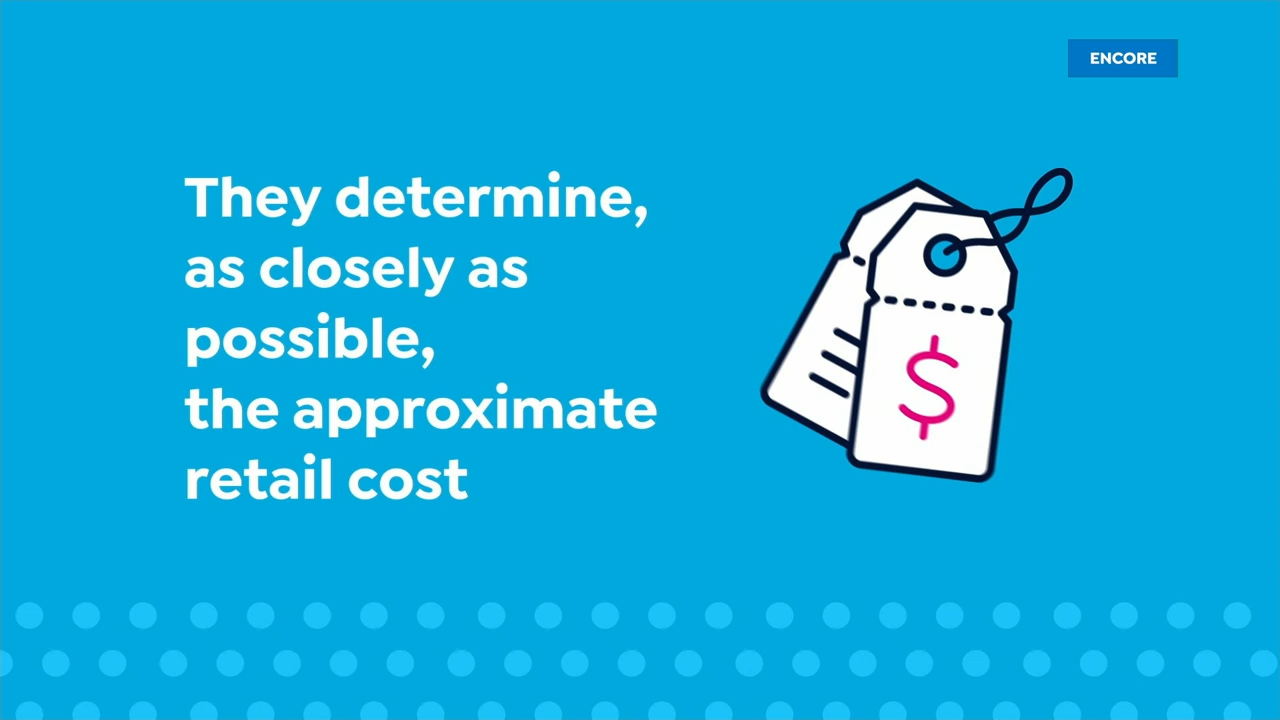 ENCORE
They determine,
as closely as
possible,
the approximate
retail cost
$